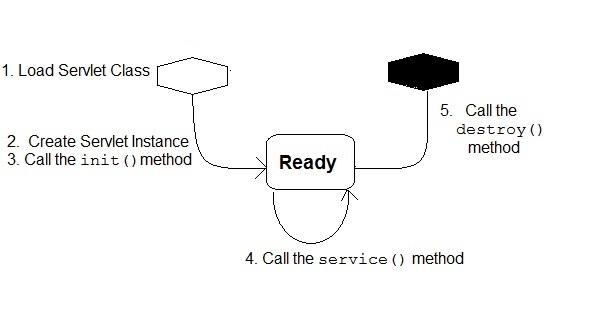 1. Load Servlet Class
2. Create Servlet Instance
3. Call the init() method
Ready
4. Call the service() method
5. Call the
destroy()
method